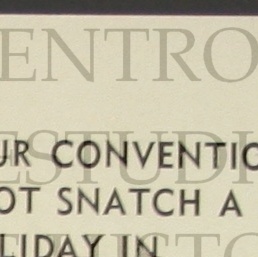 ENTRO
ESTUDI
UR CONVENTIO
OT SNATCH A
LIDAY IN